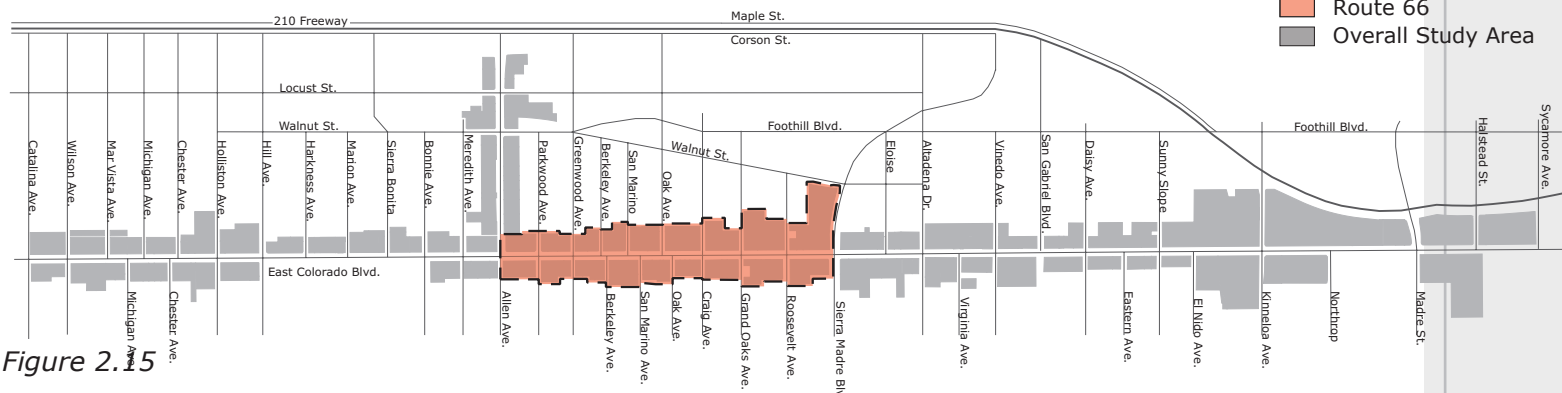 Route 66
Overall Study Area
Maple St.
210 Freeway
Corson St.
Locust St.
Walnut St.
Foothill Blvd.
Foothill Blvd.
Walnut St.
Catalina Ave.
Wilson Ave.
Mar Vista Ave.
Michigan Ave.
Chester Ave.
Holliston Ave.
Hill Ave.
Harkness Ave.
Marion Ave.
Sierra Bonita
Bonnie Ave.
Meredith Ave.
Parkwood Ave.
Greenwood Ave.
Berkeley Ave.
San Marino
Oak Ave.
Eloise
Altadena Dr.
Vinedo Ave.
San Gabriel Blvd.
Daisy Ave.
Sunny Slope
Halstead St.
Sycamore Ave.
East Colorado Blvd.
Michigan Ave.
Chester Ave.
Allen Ave.
Berkeley Ave.
San Marino Ave.
Oak Ave.
Craig Ave.
Grand Oaks Ave.
Roosevelt Ave.
Sierra Madre Blv
Virginia Ave.
Eastern Ave.
El Nido Ave.
Kinneloa Ave.
Northrop
Madre St.
Figure 2.15